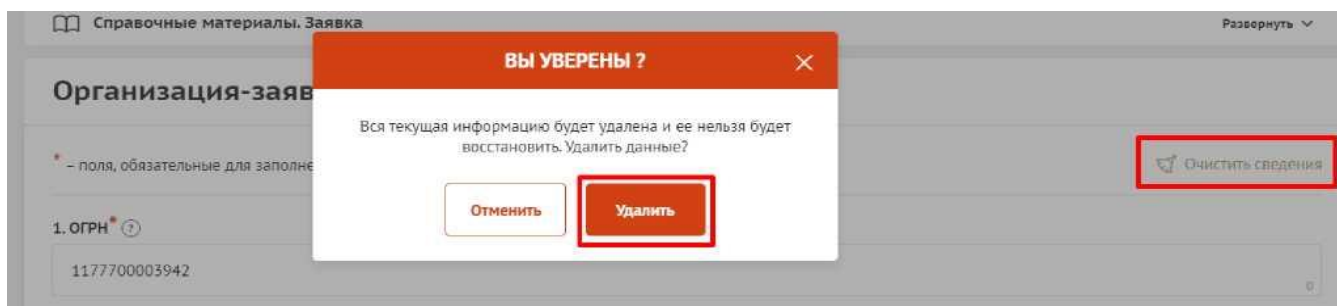 Справочные материалы. Заявка
Развернуть
ВЫ УВЕРЕНЫ ?
Организация-заяв
Вся текущая информацию будет удалена и ее нельзя будет
восстановить. Удалить данные?
* – поля, обязательные для заполне
Очистить сведения
Отменить
Удалить
1. ОГРН* ?
1177700003942
0